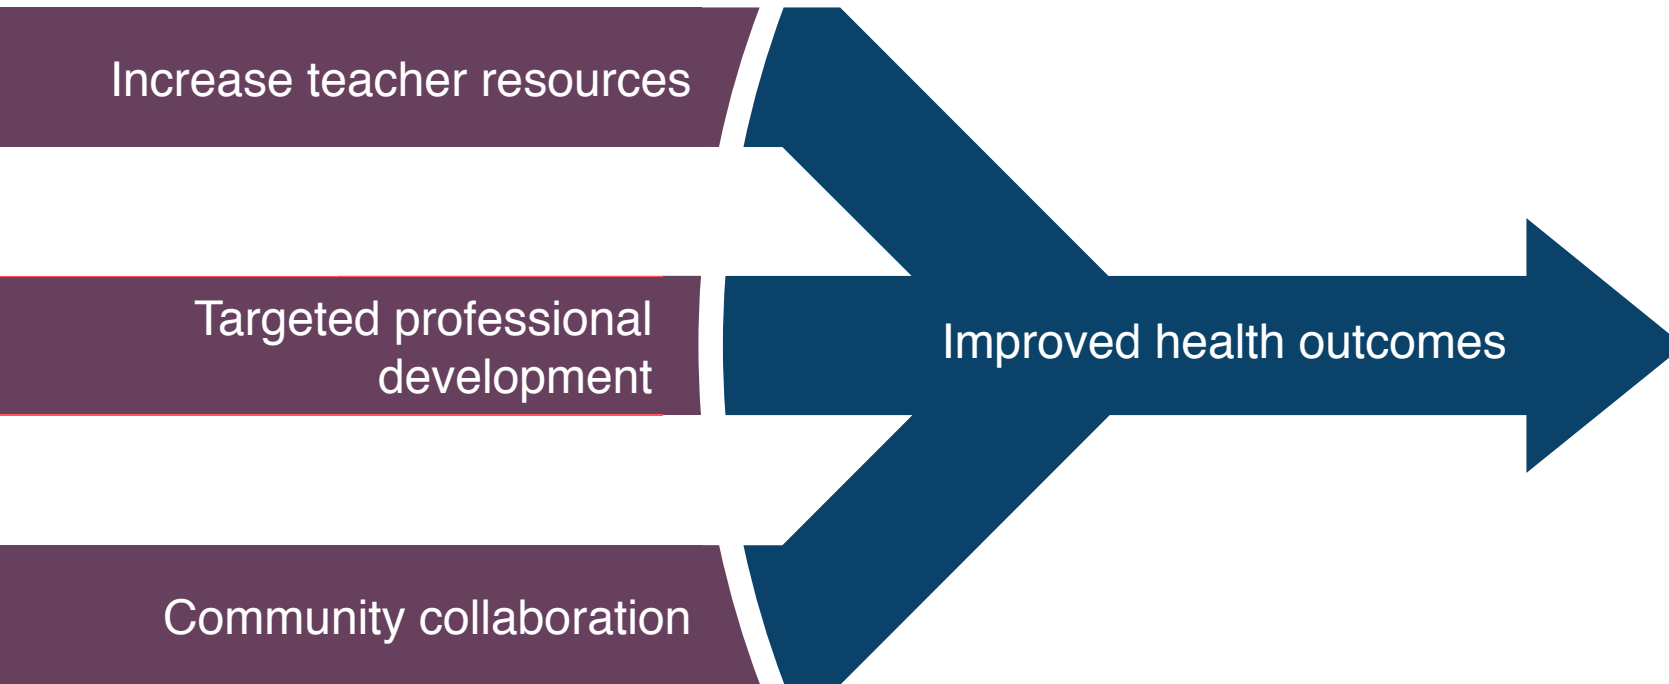 Increase teacher resources
Targeted professional
development
Improved health outcomes
Community collaboration